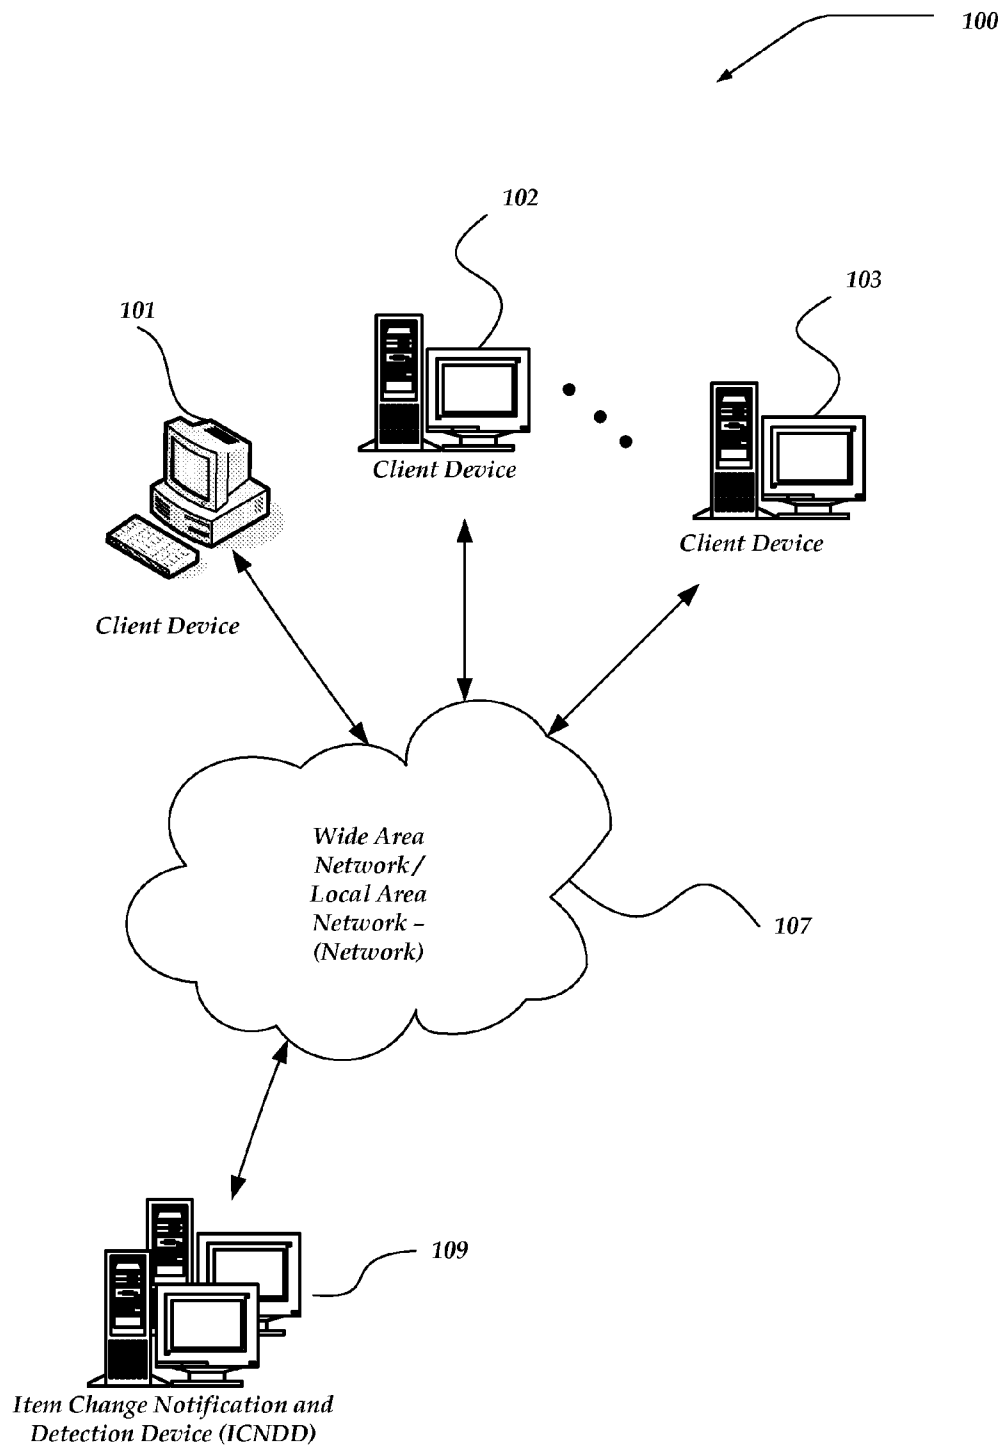 100
102
103
101
Client Device
Client Device
Client Device
Wide Area
Network /
Local Area
Network –
(Network)
107
109
Item Change Notification and
Detection Device (ICNDD)